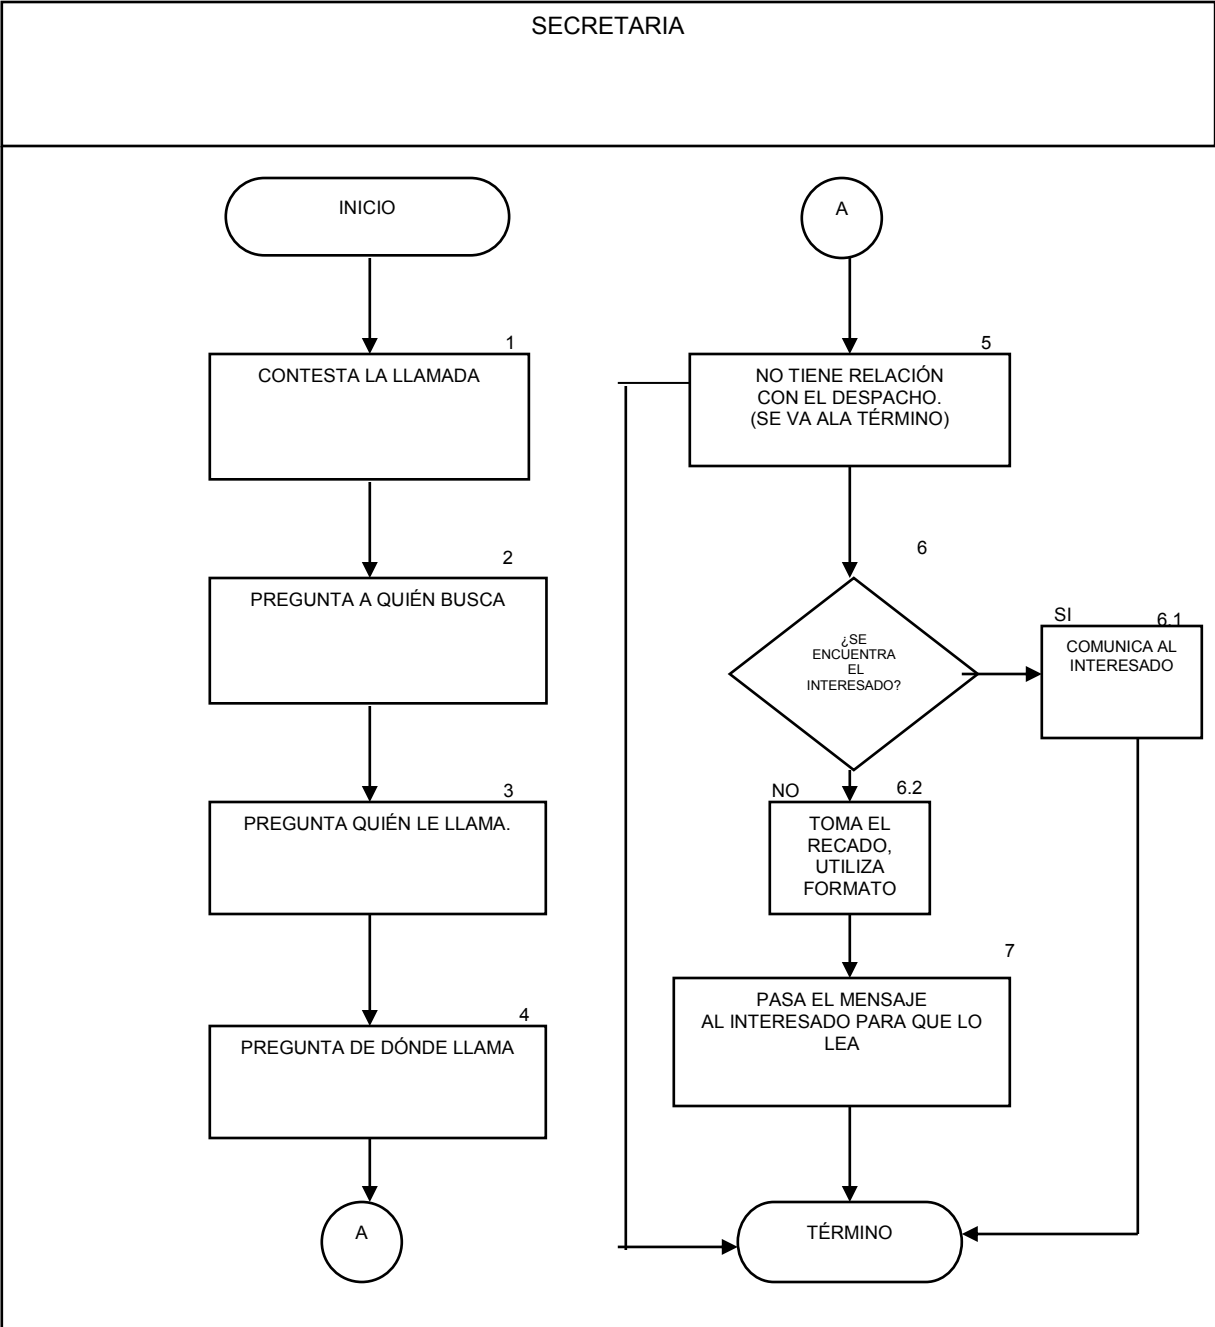 SECRETARIA
INICIO
1
CONTESTA LA LLAMADA
2
PREGUNTA A QUIÉN BUSCA
3
PREGUNTA QUIÉN LE LLAMA.
4
PREGUNTA DE DÓNDE LLAMA
A
A
5
NO TIENE RELACIÓN
CON EL DESPACHO.
(SE VA ALA TÉRMINO)
6
¿SE
ENCUENTRA
EL
INTERESADO?
SI
6.1
COMUNICA AL
INTERESADO
NO
6.2
TOMA EL
RECADO,
UTILIZA
FORMATO
7
PASA EL MENSAJE
AL INTERESADO PARA QUE LO
LEA
TÉRMINO